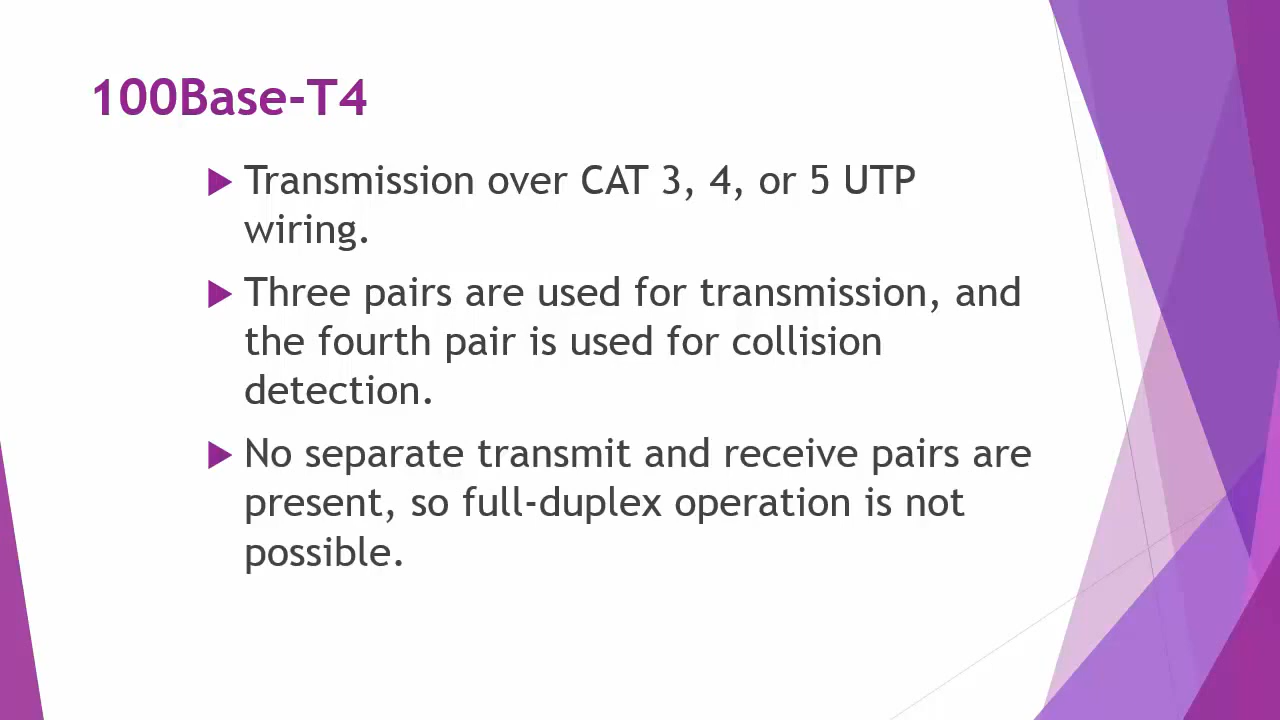 100Base-T4
Transmission over CAT 3, 4, or 5 UTP
wiring.
Three pairs are used for transmission, and
the fourth pair is used for collision
detection.
No separate transmit and receive pairs are
present, so full-duplex operation is not
possible.